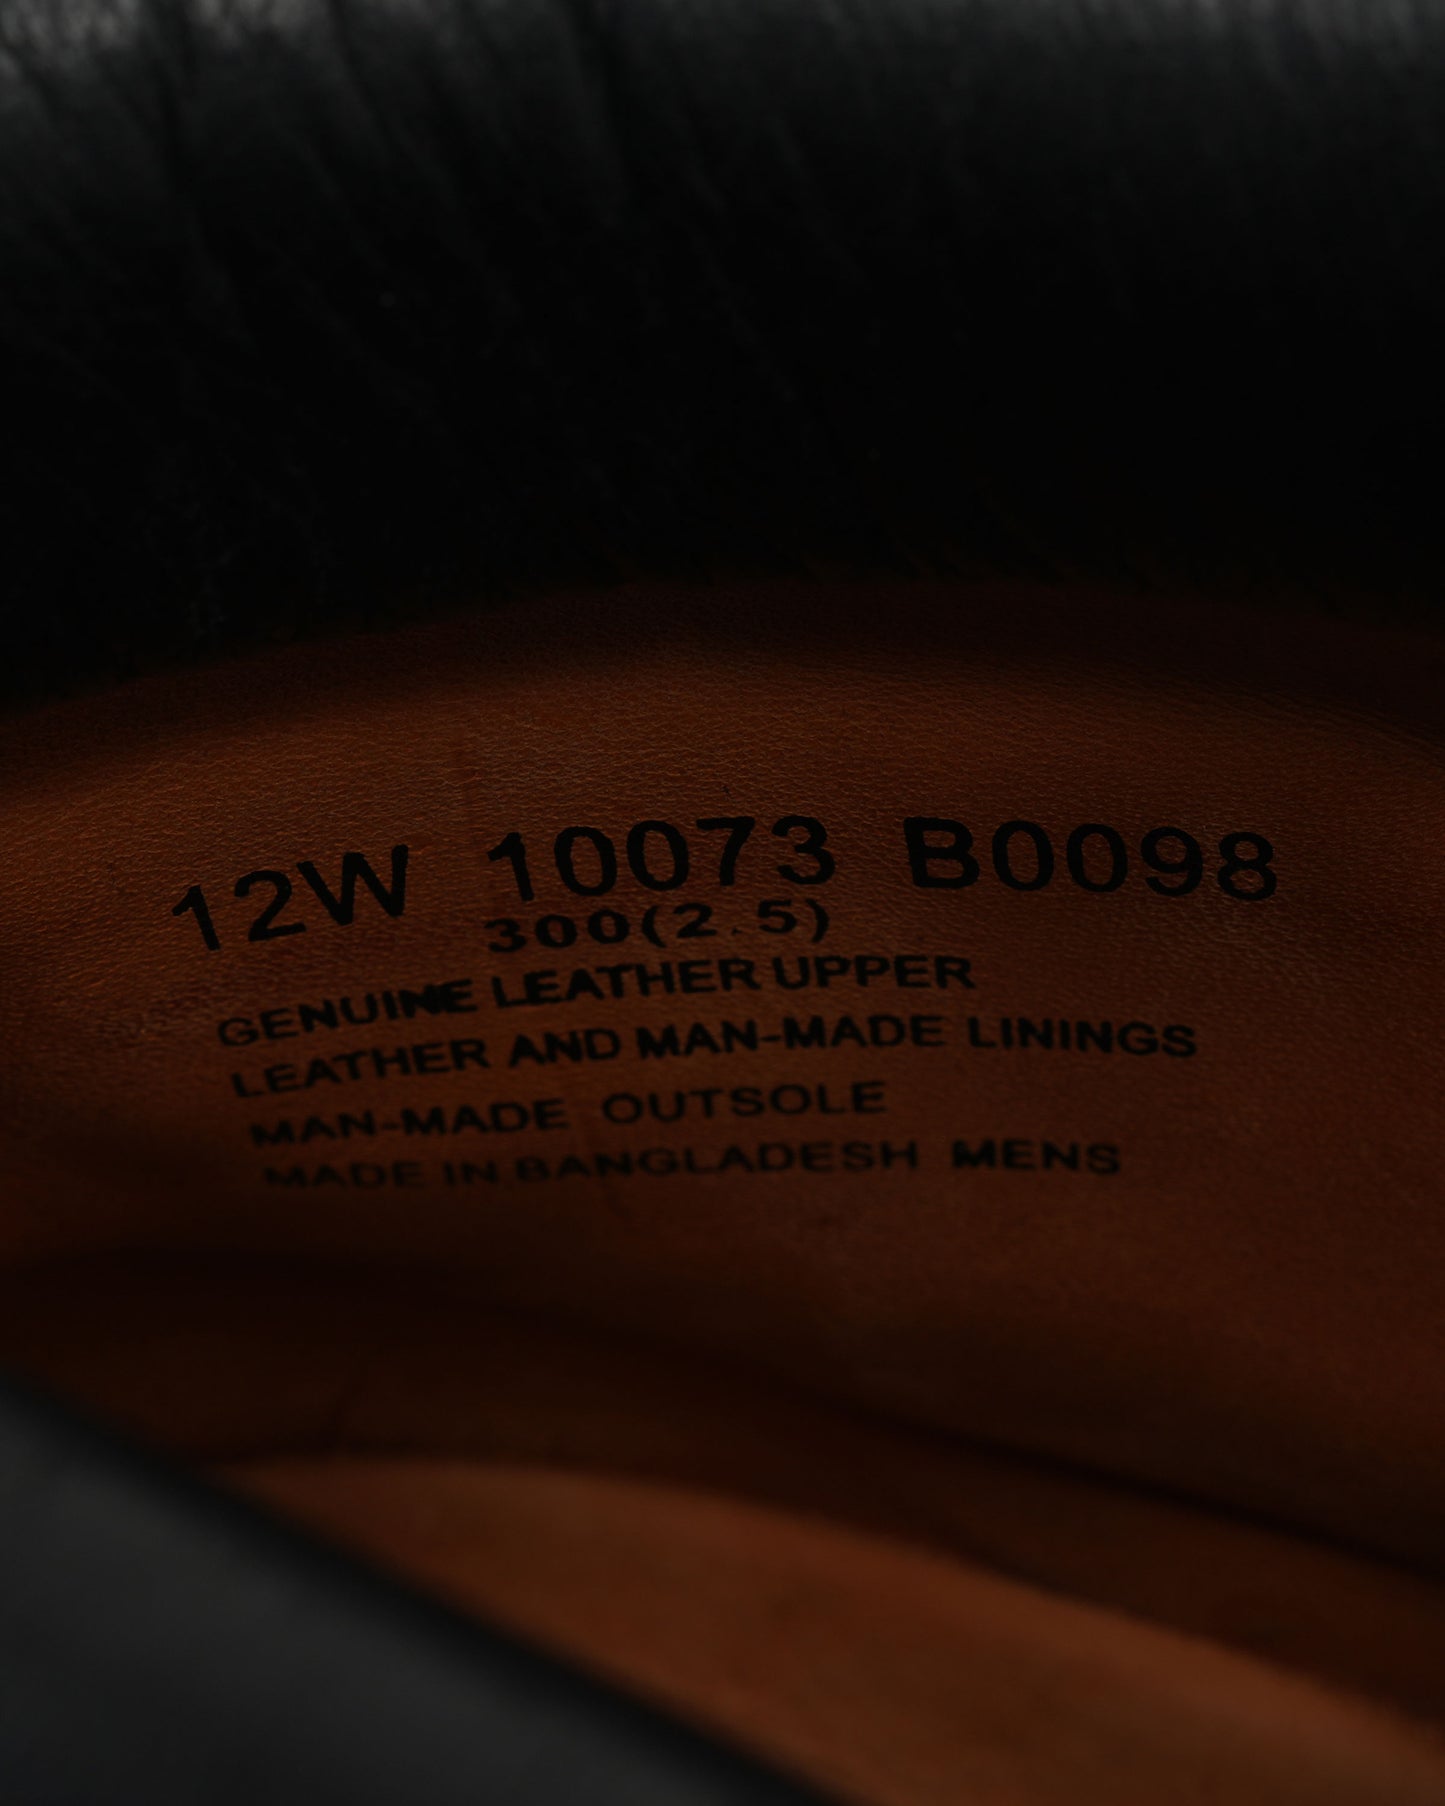 12W 10073 B0098
300(2.5)
GENUINE LEATHER UPPER
LEATHER AND MAN-MADE LININGS
MAN-MADE OUTSOLE
MADE IN BANGLADESH MENS